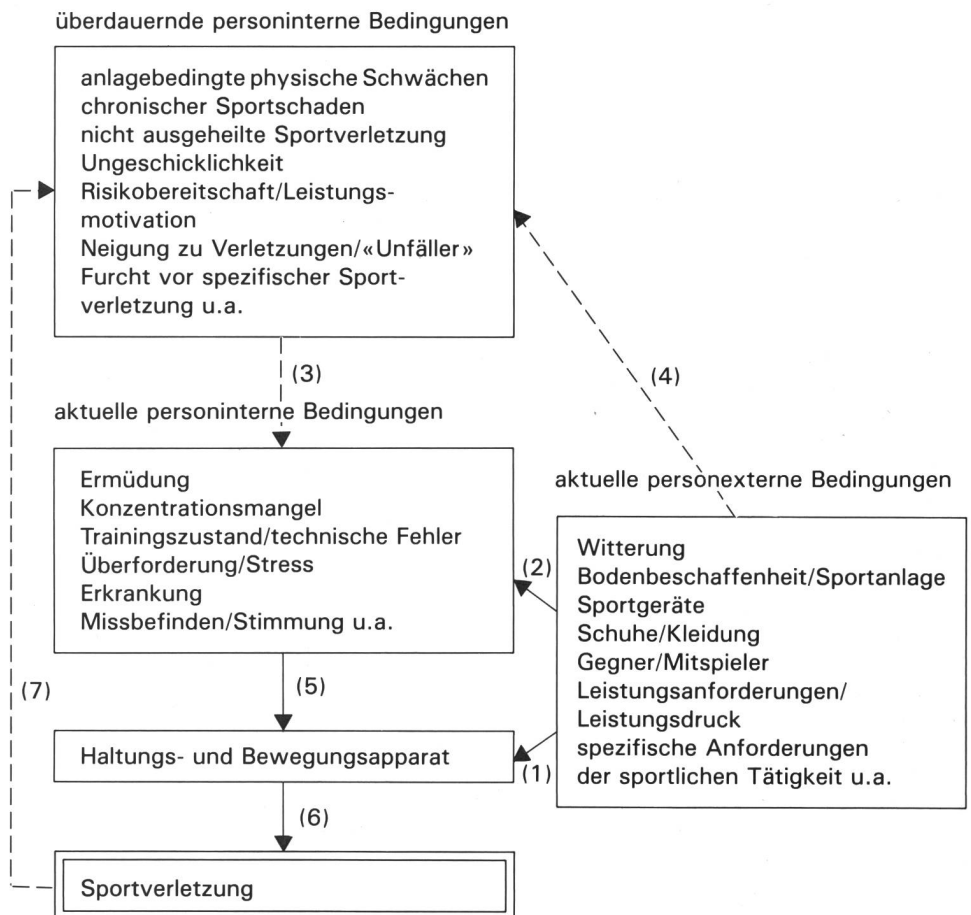 überdauernde personinterne Bedingungen
anlagebedingte physische Schwächen
chronischer Sportschaden
nicht ausgeheilte Sportverletzung
Ungeschicklichkeit
Risikobereitschaft/Leistungs-
motivation
Neigung zu Verletzungen/«Unfäller»
Furcht vor spezifischer Sport-
verletzung u.a.
(3)
(4)
aktuelle personinterne Bedingungen
Ermüdung
Konzentrationsmangel
Trainingszustand/technische Fehler
Überforderung/Stress
Erkrankung
Missbefinden/Stimmung u.a.
aktuelle personexterne Bedingungen
Witterung
Bodenbeschaffenheit/Sportanlage
Sportgeräte
Schuhe/Kleidung
Gegner/Mitspieler
Leistungsanforderungen/
Leistungsdruck
spezifische Anforderungen
der sportlichen Tätigkeit u.a.
(2)
(5)
(7)
Haltungs- und Bewegungsapparat
(1)
(6)
Sportverletzung